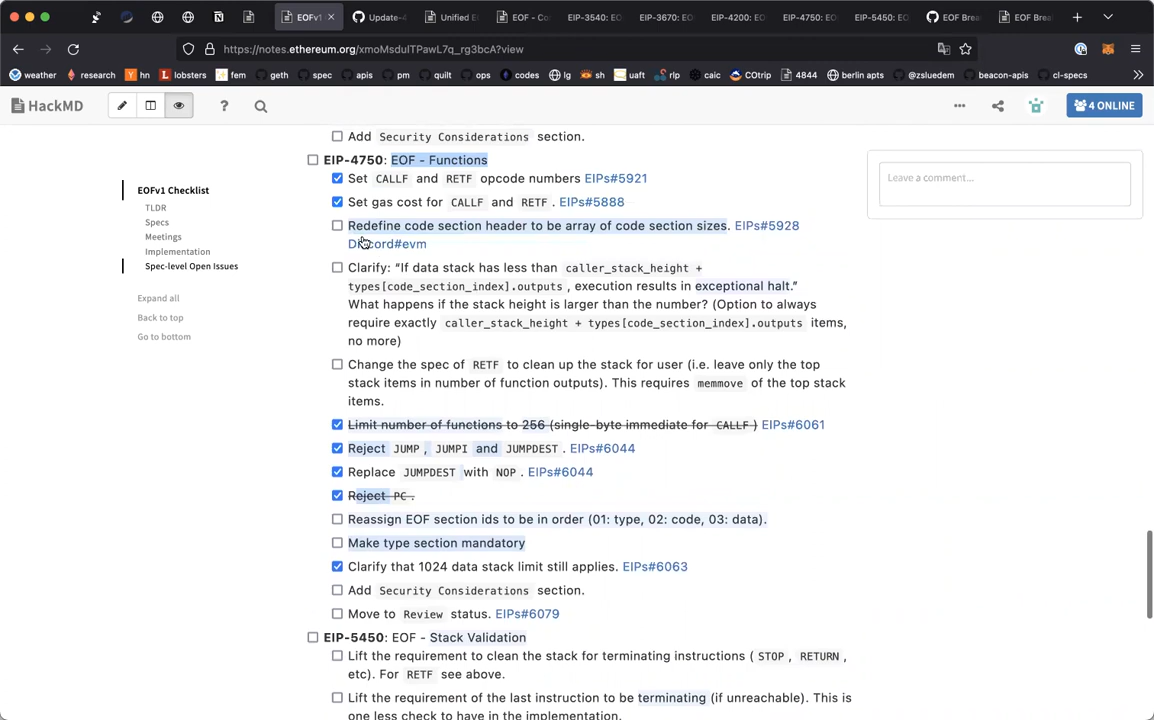 EOFv1
Update-4
Unified E
EOF - Co
EIP-3540: EO
EIP-3670: EO
EIP-4200: EO
EIP-4750: EO
EIP-5450: EO
EOF Brea
EOF Brea
https://notes.ethereum.org/xmoMsduITPawL7q_rg3bcA?view
weather
research
hn
lobsters
fem
geth
spec
apis
pm
quilt
ops
codes
lg
sh
uaft
rlp
caic
COtrip
4844
berlin apts
@zsluedem
beacon-apis
cl-specs
HackMD
4 ONLINE
Add Security Considerations section.
EIP-4750: EOF - Functions
Set CALLF and RETF opcode numbers EIPs#5921
Set gas cost for CALLF and RETF . EIPs#5888
Redefine code section header to be array of code section sizes. EIPs#5928
Discord#evm
Clarify: “If data stack has less than caller_stack_height +
types[code_section_index].outputs , execution results in exceptional halt.”
What happens if the stack height is larger than the number? (Option to always
require exactly caller_stack_height + types[code_section_index].outputs items,
no more)
Change the spec of RETF to clean up the stack for user (i.e. leave only the top
stack items in number of function outputs). This requires memmove of the top stack
items.
Limit number of functions to 256 (single-byte immediate for CALLF ) EIPs#6061
Reject JUMP , JUMPI and JUMPDEST . EIPs#6044
Replace JUMPDEST with NOP . EIPs#6044
Reject PC .
Reassign EOF section ids to be in order (01: type, 02: code, 03: data).
Make type section mandatory
Clarify that 1024 data stack limit still applies. EIPs#6063
Add Security Considerations section.
Move to Review status. EIPs#6079
EIP-5450: EOF - Stack Validation
Lift the requirement to clean the stack for terminating instructions ( STOP , RETURN ,
etc). For RETF see above.
Lift the requirement of the last instruction to be terminating (if unreachable). This is
one less check to have in the implementation.
EOFv1 Checklist
TLDR
Specs
Meetings
Implementation
Spec-level Open Issues
Expand all
Back to top
Go to bottom
Leave a comment...